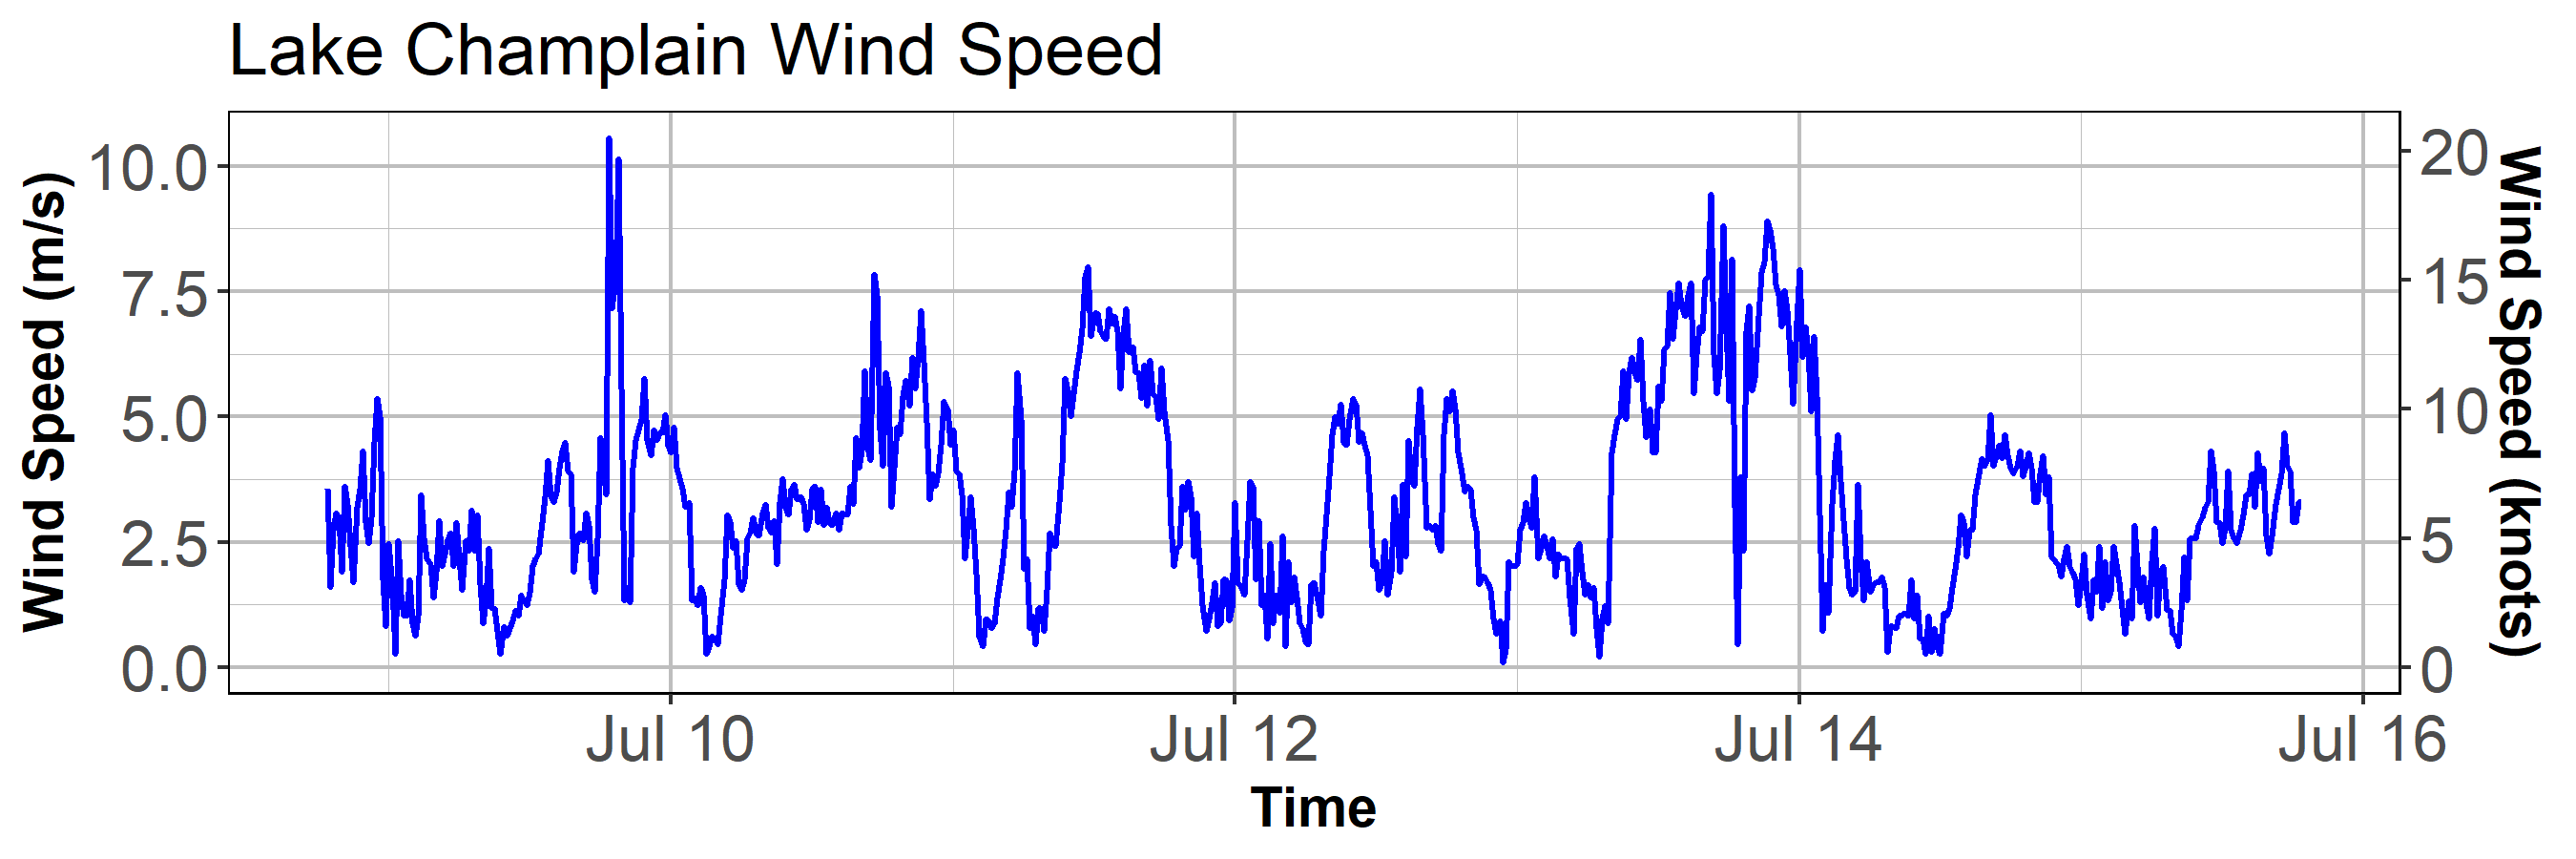 Lake Champlain Wind Speed
Wind Speed (m/s)
10.0
7.5
5.0
2.5
0.0
20
15
10
5
0
Wind Speed (knots)
Jul 10 Jul 12 Jul 14 Jul 16
Time